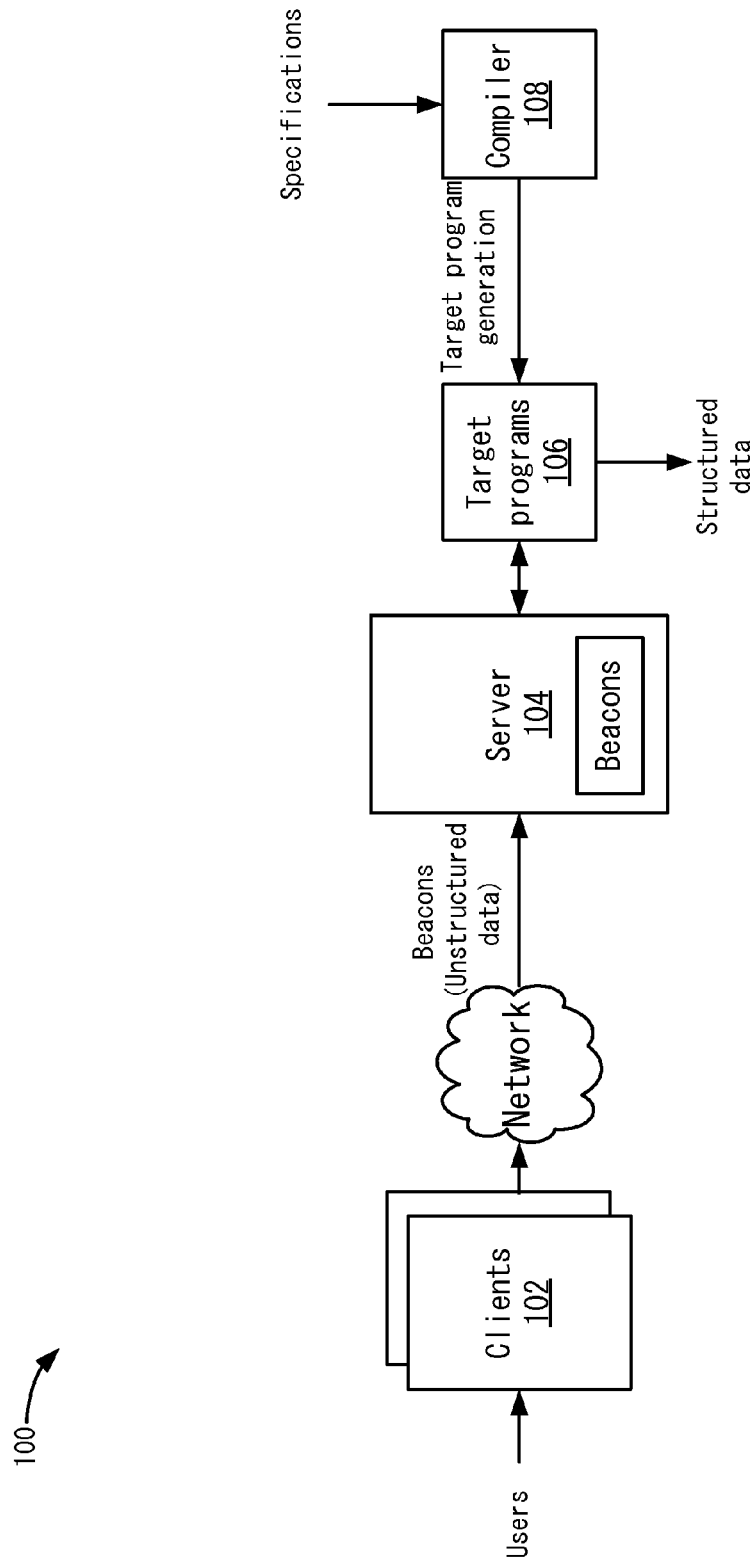 100
Users
Clients
102
Network
Beacons
(Unstructured
data)
Server
104
Beacons
Target
programs
106
Structured
data
Target program
generation
Specifications
Compiler
108